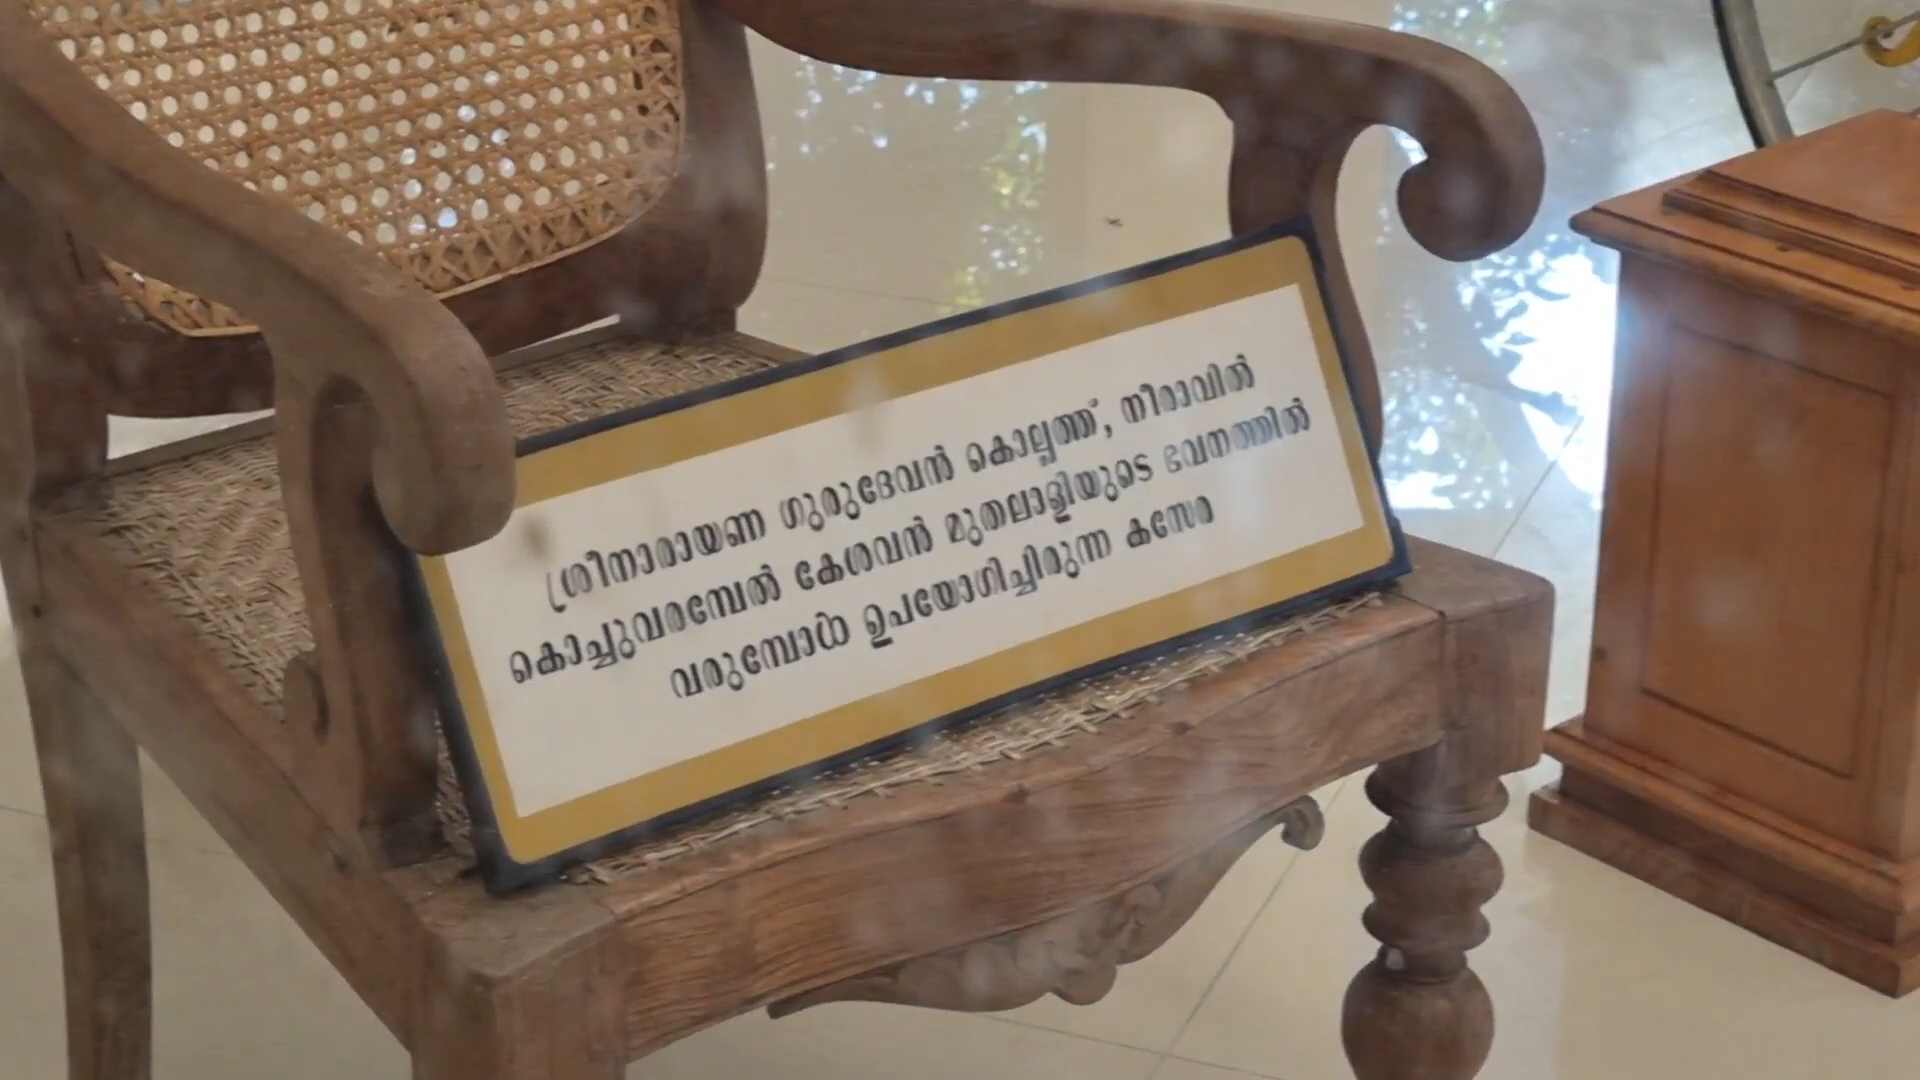 ശ്രീനാരായണ ഗുരുദേവൻ കൊല്ലത്ത്, നീരാവിൽ
കൊച്ചുവരമ്പേൽ കേശവൻ മുതലാളിയുടെ ഭവനത്തിൽ
വരുമ്പോൾ ഉപയോഗിച്ചിരുന്ന കസേര